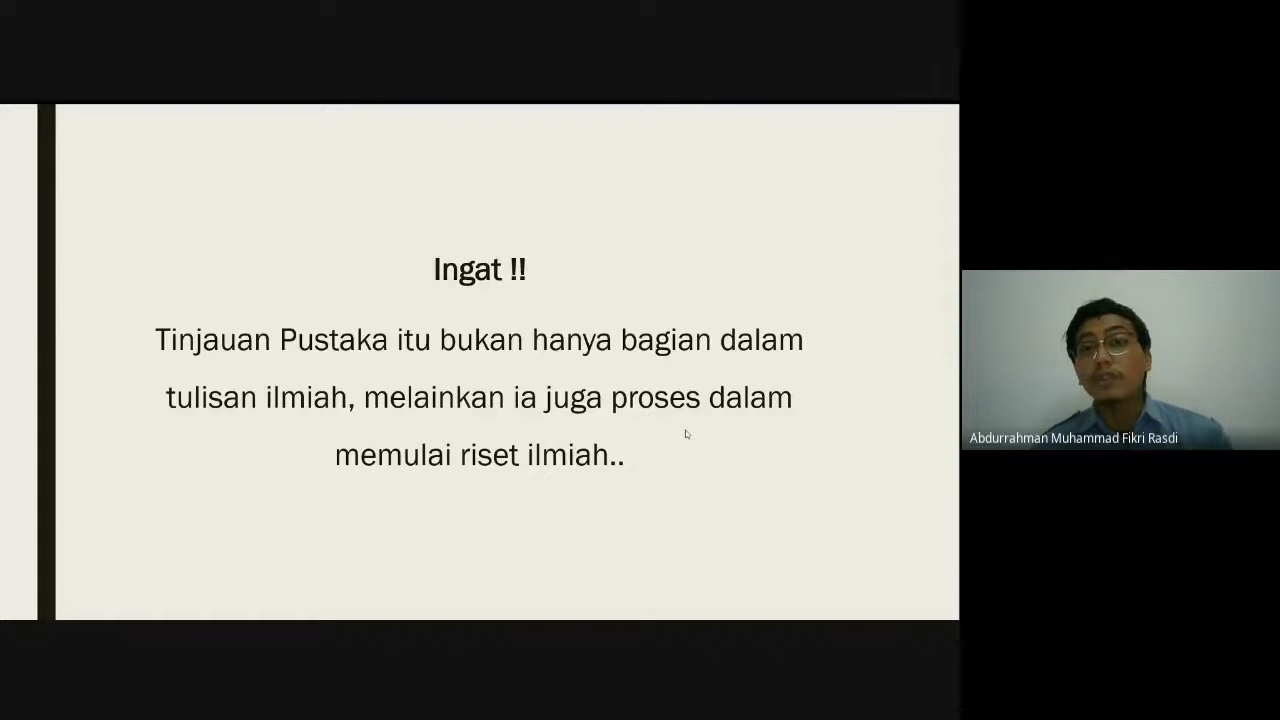 Ingat !!
Tinjauan Pustaka itu bukan hanya bagian dalam
tulisan ilmiah, melainkan ia juga proses dalam
memulai riset ilmiah..
Abdurrahman Muhammad Fikri Rasdi